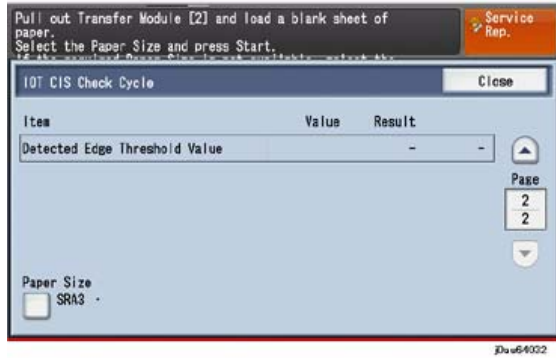 Pull out Transfer Module [2] and load a blank sheet of
paper.
Select the Paper Size and press Start.
Service
Rep.
IOT CIS Check Cycle
Close
Item Value Result
Detected Edge Threshold Value - -
Page
2
2
Paper Size
SRA3